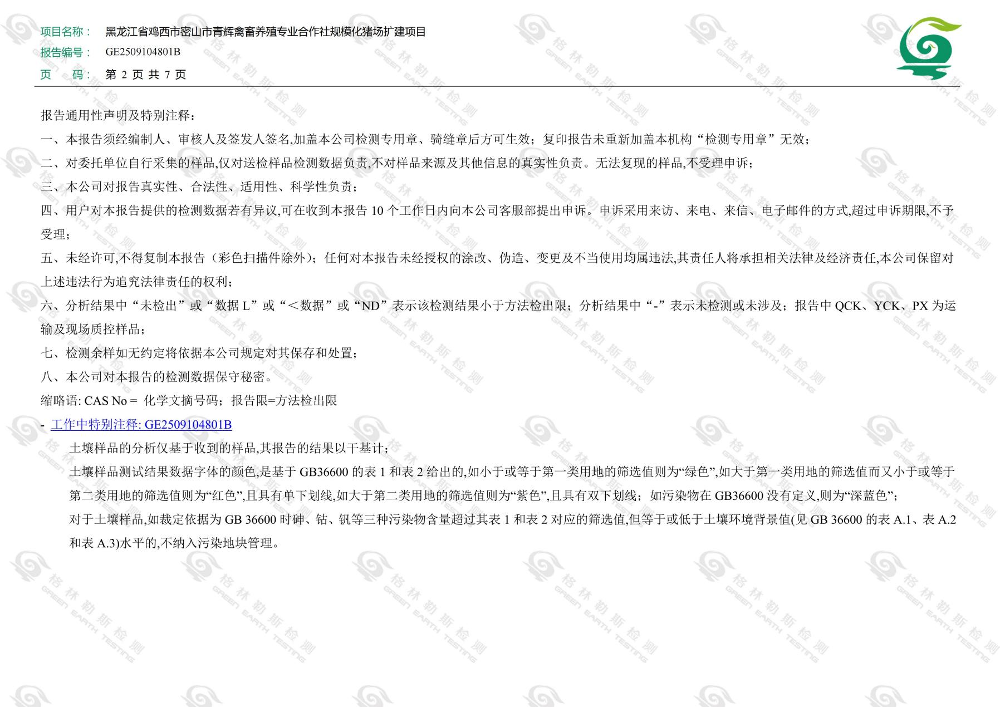 项目名称： 黑龙江省鸡西市密山市青辉禽畜养殖专业合作社规模化猪场扩建项目
报告编号： GE2509104801B
页 码： 第 2 页 共 7 页
报告通用性声明及特别注释：
一、本报告须经编制人、审核人及签发人签名,加盖本公司检测专用章、骑缝章后方可生效；复印报告未重新加盖本机构“检测专用章”无效；
二、对委托单位自行采集的样品,仅对送检样品检测数据负责,不对样品来源及其他信息的真实性负责。无法复现的样品,不受理申诉；
三、本公司对报告真实性、合法性、适用性、科学性负责；
四、用户对本报告提供的检测数据若有异议,可在收到本报告 10 个工作日内向本公司客服部提出申诉。申诉采用来访、来电、来信、电子邮件的方式,超过申诉期限,不予
受理；
五、未经许可,不得复制本报告（彩色扫描件除外）；任何对本报告未经授权的涂改、伪造、变更及不当使用均属违法,其责任人将承担相关法律及经济责任,本公司保留对
上述违法行为追究法律责任的权利；
六、分析结果中“未检出”或“数据 L”或“＜数据”或“ND”表示该检测结果小于方法检出限；分析结果中“-”表示未检测或未涉及；报告中 QCK、YCK、PX 为运
输及现场质控样品；
七、检测余样如无约定将依据本公司规定对其保存和处置；
八、本公司对本报告的检测数据保守秘密。
缩略语: CAS No = 化学文摘号码；报告限=方法检出限
- 工作中特别注释: GE2509104801B
土壤样品的分析仅基于收到的样品,其报告的结果以干基计；
土壤样品测试结果数据字体的颜色,是基于 GB36600 的表 1 和表 2 给出的,如小于或等于第一类用地的筛选值则为“绿色”,如大于第一类用地的筛选值而又小于或等于
第二类用地的筛选值则为“红色”,且具有单下划线,如大于第二类用地的筛选值则为“紫色”,且具有双下划线；如污染物在 GB36600 没有定义,则为“深蓝色”；
对于土壤样品,如裁定依据为 GB 36600 时砷、钴、钒等三种污染物含量超过其表 1 和表 2 对应的筛选值,但等于或低于土壤环境背景值(见 GB 36600 的表 A.1、表 A.2
和表 A.3)水平的,不纳入污染地块管理。
格林勒斯检测
GREEN EARTH TESTING